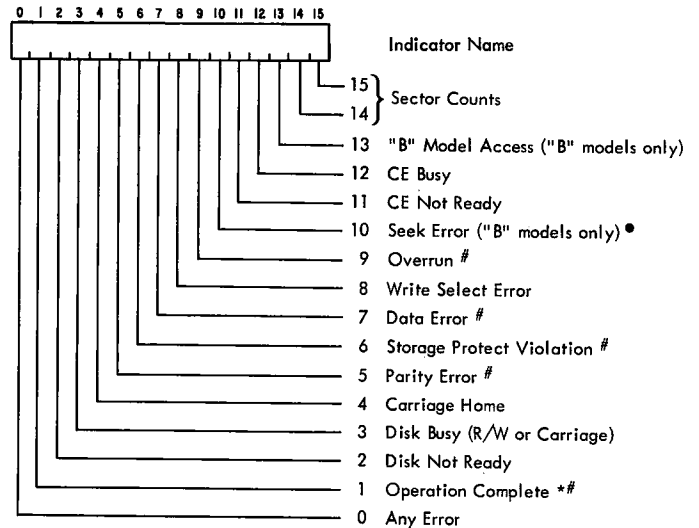 0 1 2 3 4 5 6 7 8 9 10 11 12 13 14 15
Indicator Name
15
14
Sector Counts
13 "B" Model Access ("B" models only)
12 CE Busy
11 CE Not Ready
10 Seek Error ("B" models only) ●
9 Overrun #
8 Write Select Error
7 Data Error #
6 Storage Protect Violation #
5 Parity Error #
4 Carriage Home
3 Disk Busy (R/W or Carriage)
2 Disk Not Ready
1 Operation Complete *#
0 Any Error